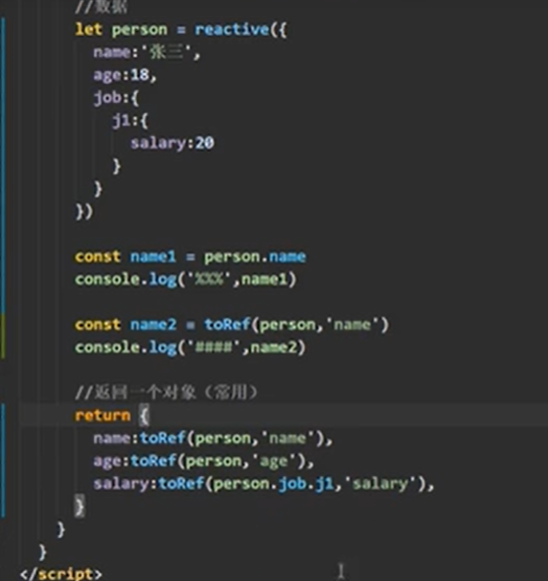 //数据
let person = reactive({
name:'张三',
age:18,
job:{
j1:{
salary:20
}
}
})
const name1 = person.name
console.log('%%%',name1)
const name2 = toRef(person,'name')
console.log('####',name2)
//返回一个对象（常用）
return {
name:toRef(person,'name'),
age:toRef(person,'age'),
salary:toRef(person.job.j1,'salary'),
}
}
}
</script>